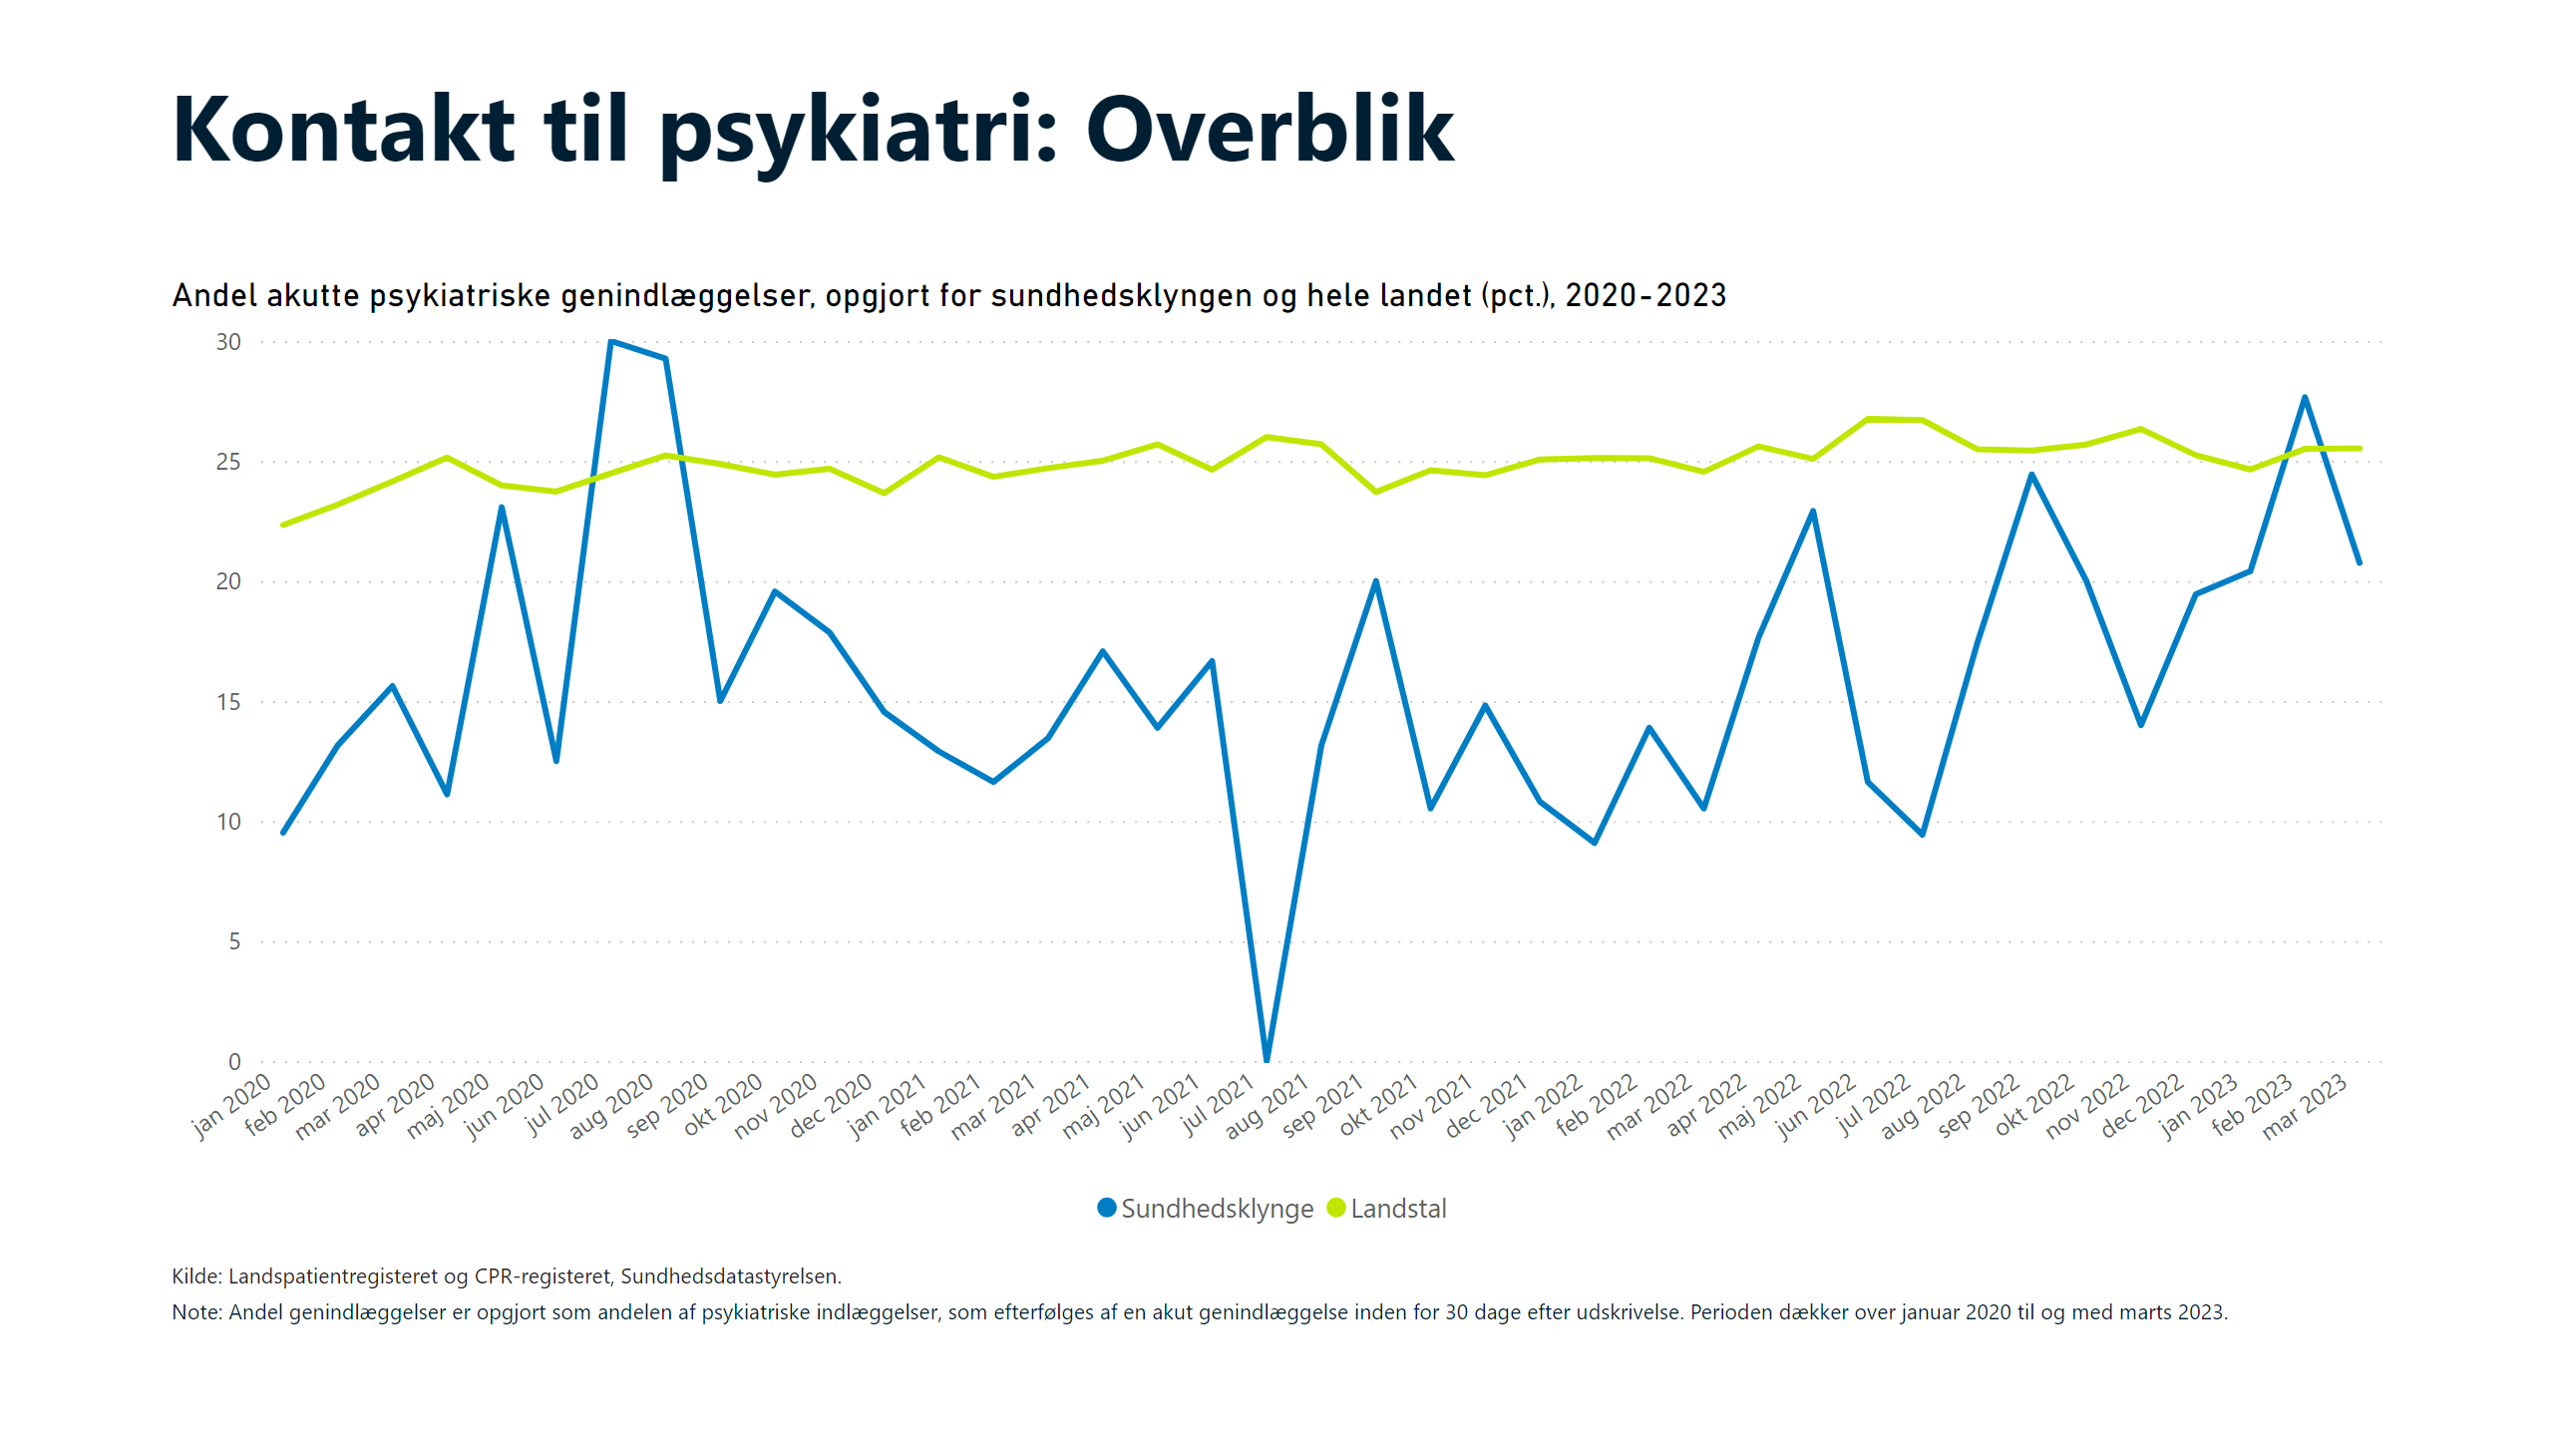 Kontakt til psykiatri: Overblik
Andel akutte psykiatriske genindlæggelser, opgjort for sundhedsklyngen og hele landet (pct.), 2020-2023
30
25
20
15
10
5
0
jan 2020
feb 2020
mar 2020
apr 2020
maj 2020
jun 2020
jul 2020
aug 2020
sep 2020
okt 2020
nov 2020
dec 2020
jan 2021
feb 2021
mar 2021
apr 2021
maj 2021
jun 2021
jul 2021
aug 2021
sep 2021
okt 2021
nov 2021
dec 2021
jan 2022
feb 2022
mar 2022
apr 2022
maj 2022
jun 2022
jul 2022
aug 2022
sep 2022
okt 2022
nov 2022
dec 2022
jan 2023
feb 2023
mar 2023
Sundhedsklynge Landstal
Kilde: Landspatientregisteret og CPR-registeret, Sundhedsdatastyrelsen.
Note: Andel genindlæggelser er opgjort som andelen af psykiatriske indlæggelser, som efterfølges af en akut genindlæggelse inden for 30 dage efter udskrivelse. Perioden dækker over januar 2020 til og med marts 2023.